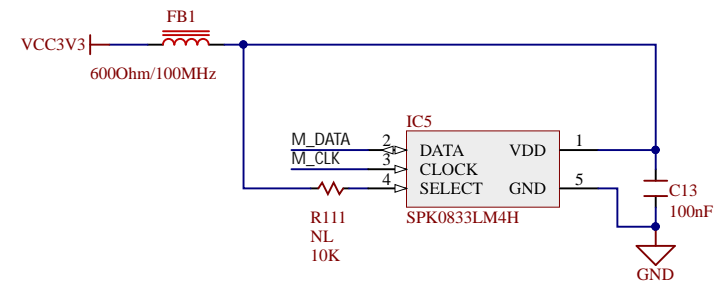 FB1
VCC3V3
600Ohm/100MHz
IC5
M_DATA 2 DATA VDD 1
M_CLK 3 CLOCK
4 SELECT GND 5
C13
100nF
R111
NL
10K
SPK0833LM4H
GND